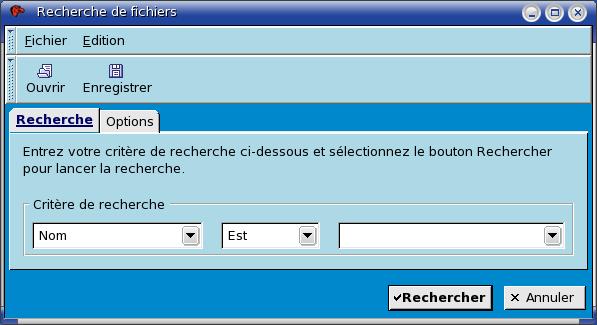 Recherche de fichiers
Fichier Edition
Ouvrir Enregistrer
Recherche Options
Entrez votre critère de recherche ci-dessous et sélectionnez le bouton Rechercher
pour lancer la recherche.
Critère de recherche
Nom Est
Rechercher Annuler